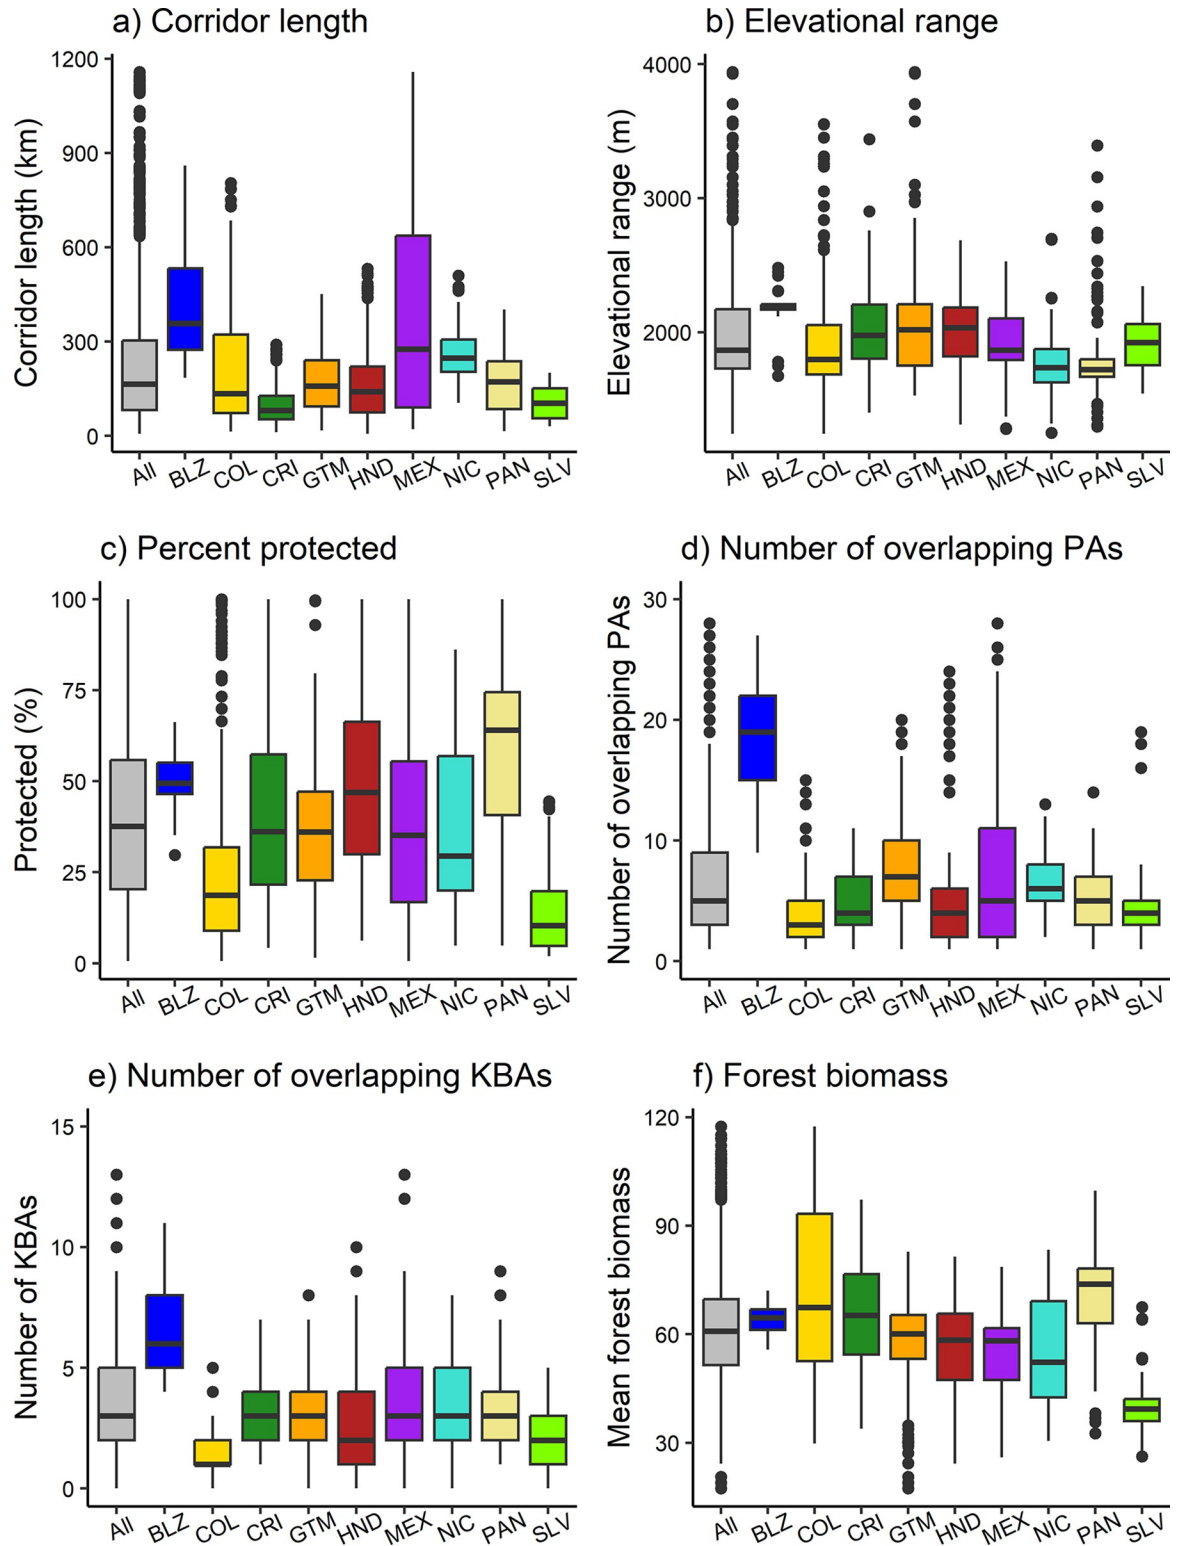 a) Corridor length
b) Elevational range
Corridor length (km)
1200
900
600
300
0
All BLZ COL CRI GTM HND MEX NIC PAN SLV
Elevational range (m)
4000
3000
2000
All BLZ COL CRI GTM HND MEX NIC PAN SLV
c) Percent protected
d) Number of overlapping PAs
Protected (%)
100
75
50
25
0
All BLZ COL CRI GTM HND MEX NIC PAN SLV
Number of overlapping PAs
30
20
10
0
All BLZ COL CRI GTM HND MEX NIC PAN SLV
e) Number of overlapping KBAs
f) Forest biomass
Number of KBAs
15
10
5
0
All BLZ COL CRI GTM HND MEX NIC PAN SLV
Mean forest biomass
120
90
60
30
All BLZ COL CRI GTM HND MEX NIC PAN SLV